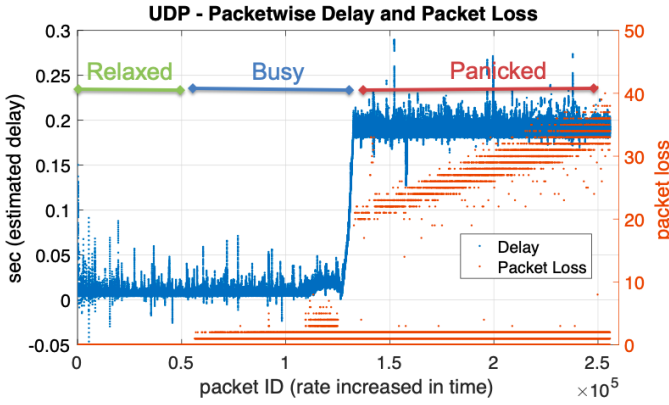 UDP - Packetwise Delay and Packet Loss
Relaxed
Busy
Panicked
sec (estimated delay)
0.3
0.25
0.2
0.15
0.1
0.05
0
-0.05
50
40
30
20
10
0
packet loss
Delay
Packet Loss
0
0.5
1
1.5
2
2.5
×10⁵
packet ID (rate increased in time)